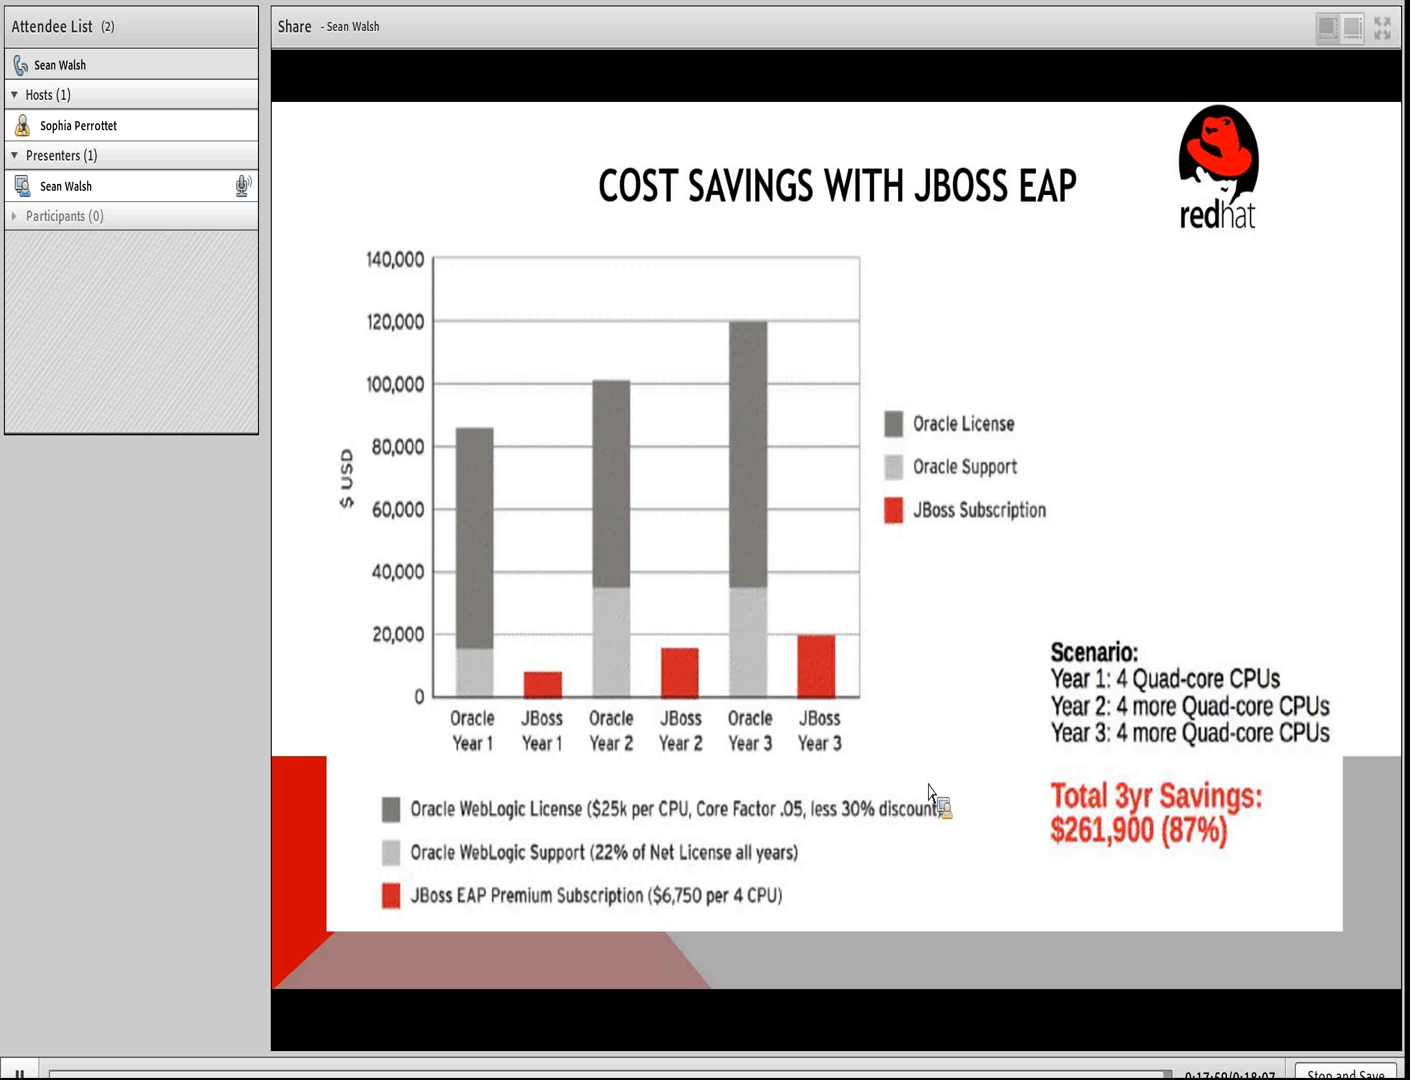 Attendee List (2)
Sean Walsh
Hosts (1)
Sophia Perrottet
Presenters (1)
Sean Walsh
Participants (0)
Share - Sean Walsh
COST SAVINGS WITH JBOSS EAP
redhat
140,000
120,000
100,000
80,000
60,000
40,000
20,000
0
$ USD
Oracle Year 1
JBoss Year 1
Oracle Year 2
JBoss Year 2
Oracle Year 3
JBoss Year 3
Oracle License
Oracle Support
JBoss Subscription
Scenario:
Year 1: 4 Quad-core CPUs
Year 2: 4 more Quad-core CPUs
Year 3: 4 more Quad-core CPUs
Total 3yr Savings:
$261,900 (87%)
Oracle WebLogic License ($25k per CPU, Core Factor .05, less 30% discount)
Oracle WebLogic Support (22% of Net License all years)
JBoss EAP Premium Subscription ($6,750 per 4 CPU)
0:17:59/0:18:07
Stop and Save